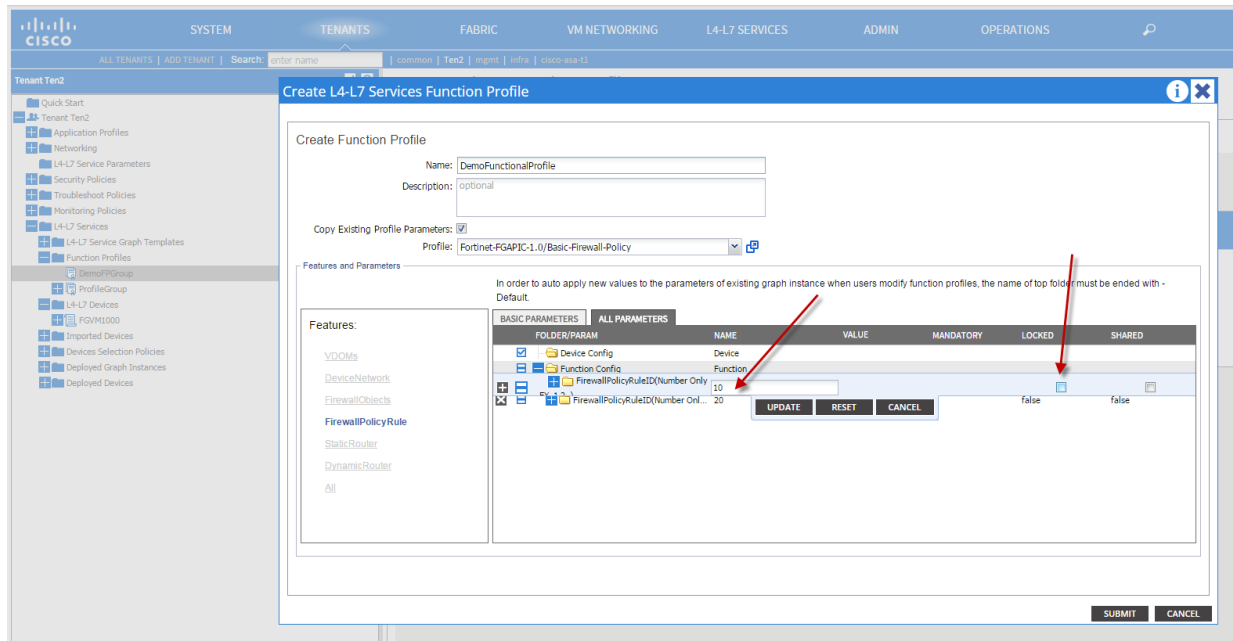 CISCO
SYSTEM TENANTS FABRIC VM NETWORKING L4-L7 SERVICES ADMIN OPERATIONS
ALL TENANTS | ADD TENANT | Search: enter name | common | Ten2 | mgmt | infra | cisco-asa-t1
Tenant Ten2
Quick Start
Tenant Ten2
Application Profiles
Networking
L4-L7 Service Parameters
Security Policies
Troubleshoot Policies
Monitoring Policies
L4-L7 Services
L4-L7 Service Graph Templates
Function Profiles
DemoFPGroup
ProfileGroup
L4-L7 Devices
FGVM1000
Imported Devices
Devices Selection Policies
Deployed Graph Instances
Deployed Devices
Create L4-L7 Services Function Profile
Create Function Profile
Name: DemoFunctionalProfile
Description: optional
Copy Existing Profile Parameters:
Profile: Fortinet-FGAPIC-1.0/Basic-Firewall-Policy
Features and Parameters
In order to auto apply new values to the parameters of existing graph instance when users modify function profiles, the name of top folder must be ended with -
Default.
Features:
VDOMs
DeviceNetwork
FirewallObjects
FirewallPolicyRule
StaticRouter
DynamicRouter
All
BASIC PARAMETERS ALL PARAMETERS
FOLDER/PARAM NAME VALUE MANDATORY LOCKED SHARED
Device Config Device
Function Config Function
FirewallPolicyRuleID(Number Only 10
FirewallPolicyRuleID(Number Onl... 20 false false
UPDATE RESET CANCEL
SUBMIT CANCEL